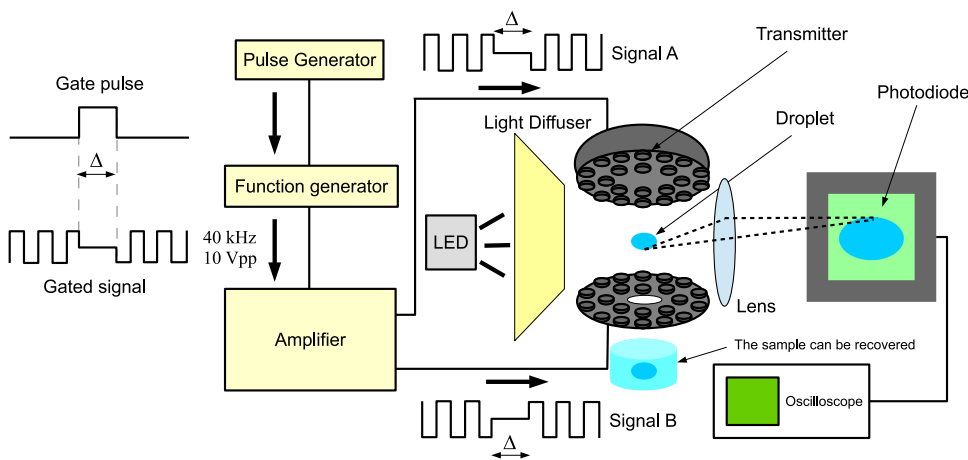 Gate pulse
Δ
Gated signal
Pulse Generator
Function generator
40 kHz
10 Vpp
Amplifier
Δ
Signal A
Light Diffuser
LED
Transmitter
Droplet
Photodiode
Lens
The sample can be recovered
Oscilloscope
Δ
Signal B